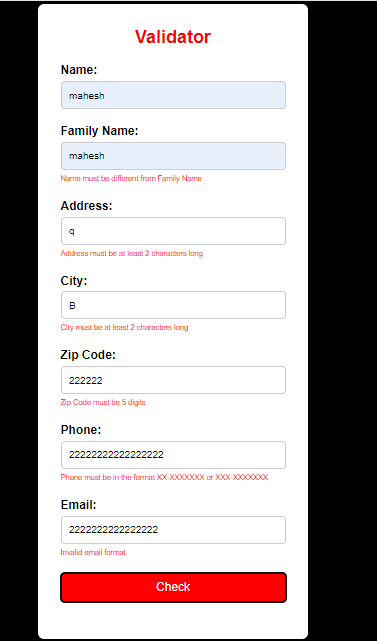 Validator
Name:
mahesh
Family Name:
mahesh
Name must be different from Family Name
Address:
q
Address must be at least 2 characters long
City:
B
City must be at least 2 characters long
Zip Code:
222222
Zip Code must be 5 digits
Phone:
22222222222222222
Phone must be in the format XX-XXXXXXX or XXX-XXXXXXX
Email:
2222222222222222
Invalid email format
Check